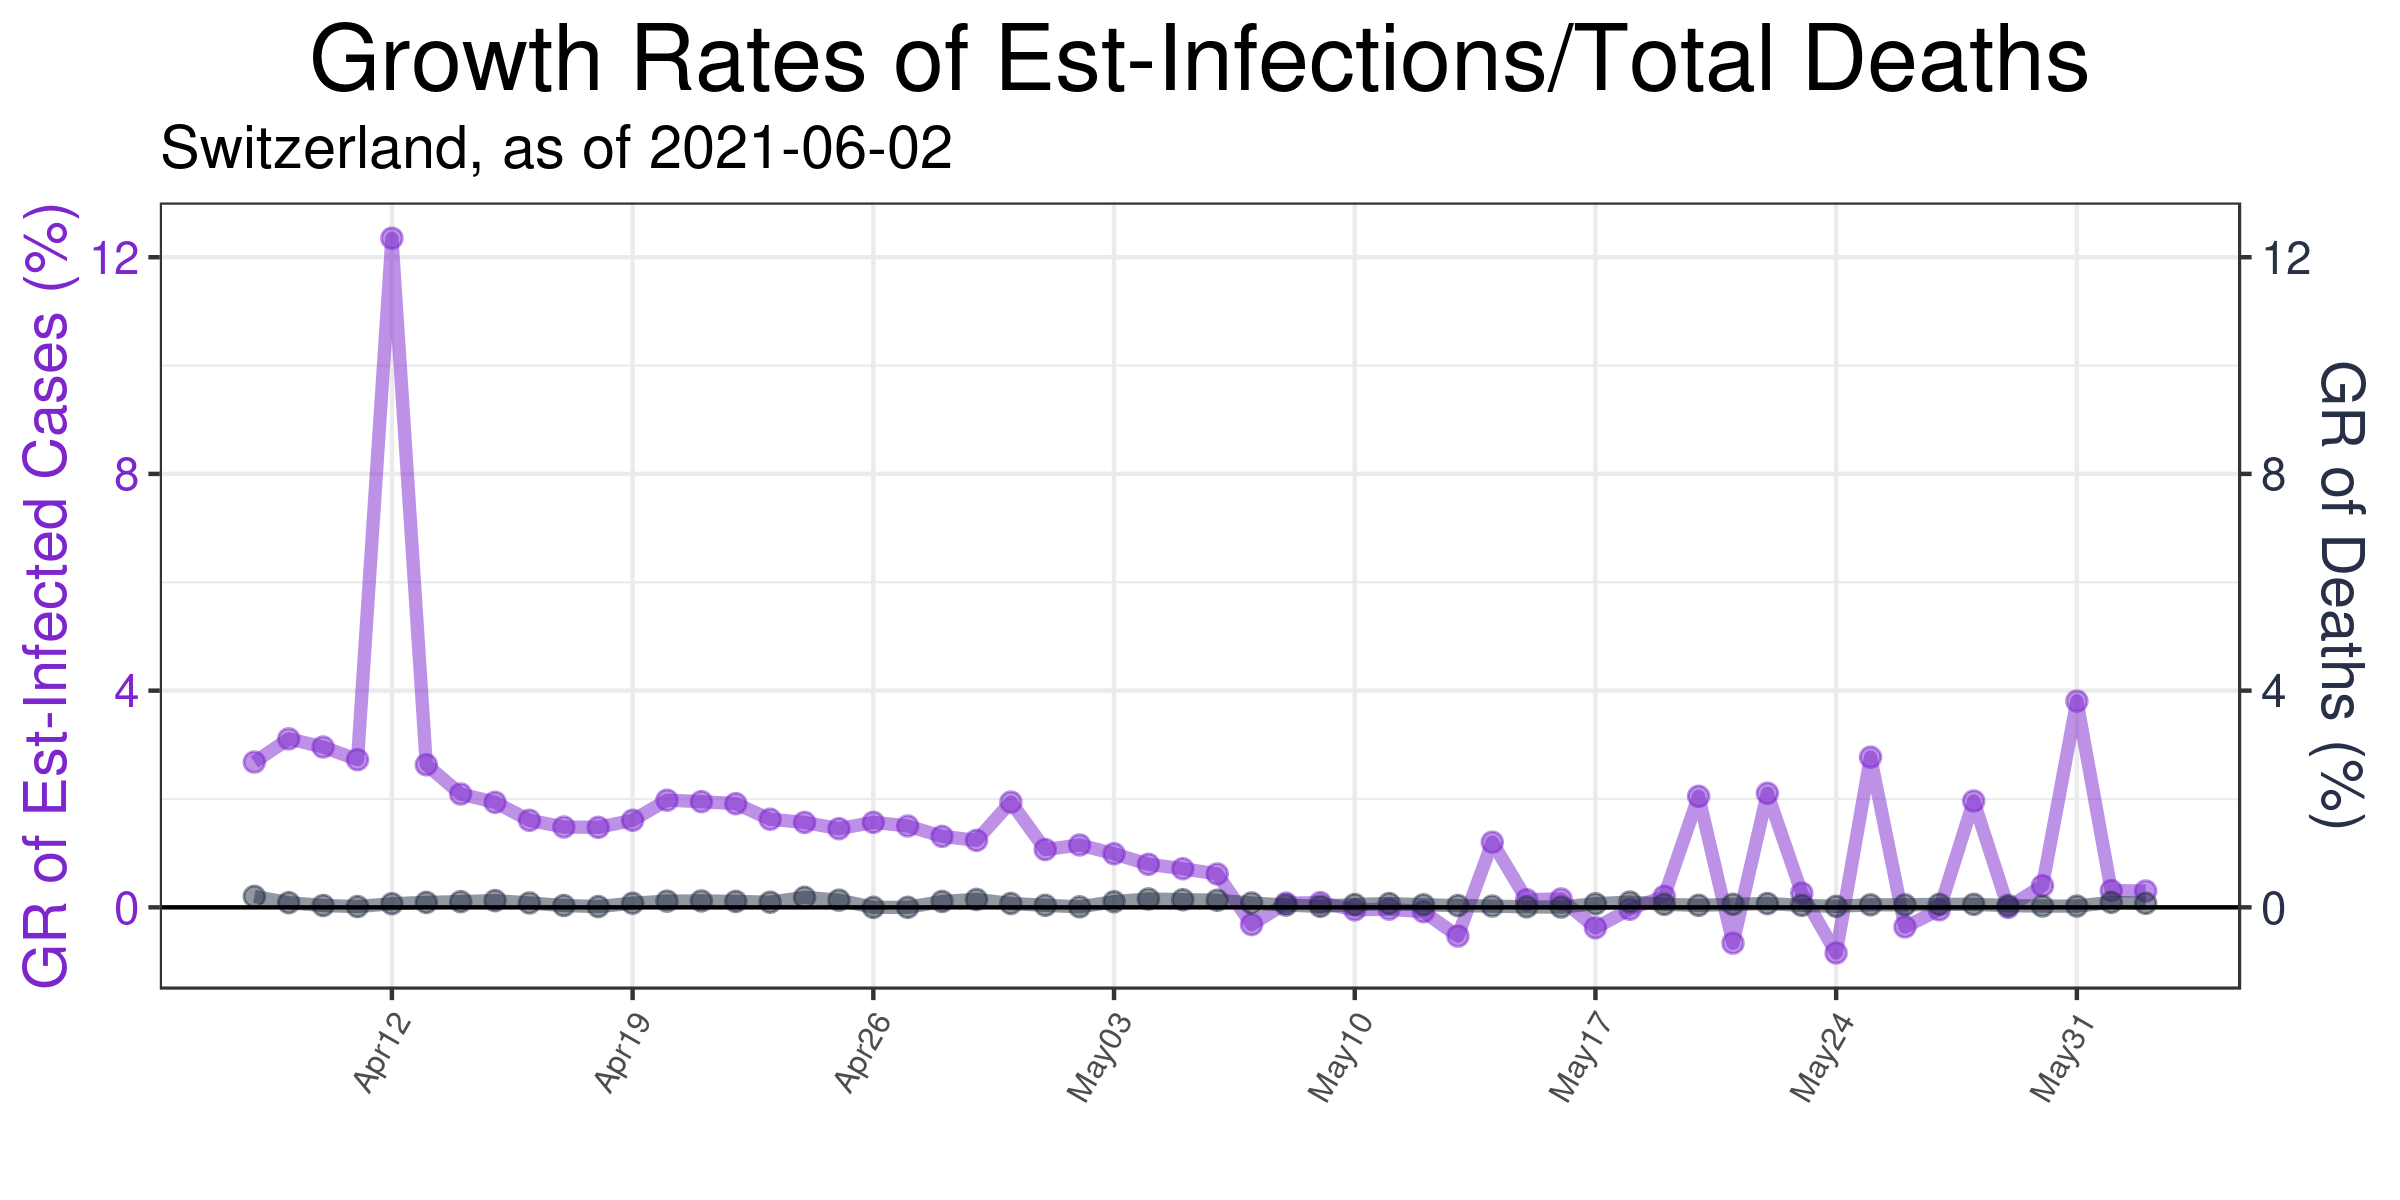 Growth Rates of Est-Infections/Total Deaths
Switzerland, as of 2021-06-02
GR of Est-Infected Cases (%)
12
8
4
0
12
8
4
0
GR of Deaths (%)
Apr12
Apr19
Apr26
May03
May10
May17
May24
May31